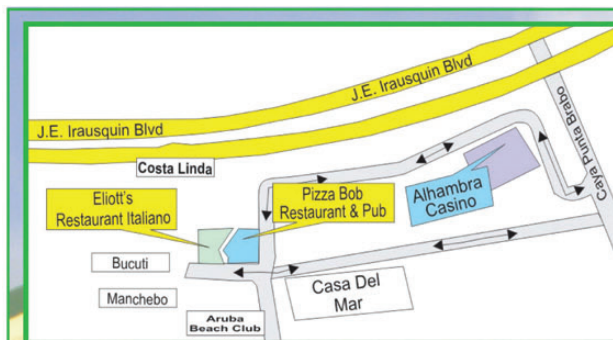 J.E. Irausquin Blvd
J.E. Irausquin Blvd
Caya Punta Brabo
Costa Linda
Eliott's
Restaurant Italiano
Pizza Bob
Restaurant & Pub
Alhambra
Casino
Bucuti
Manchebo
Casa Del
Mar
Aruba
Beach Club